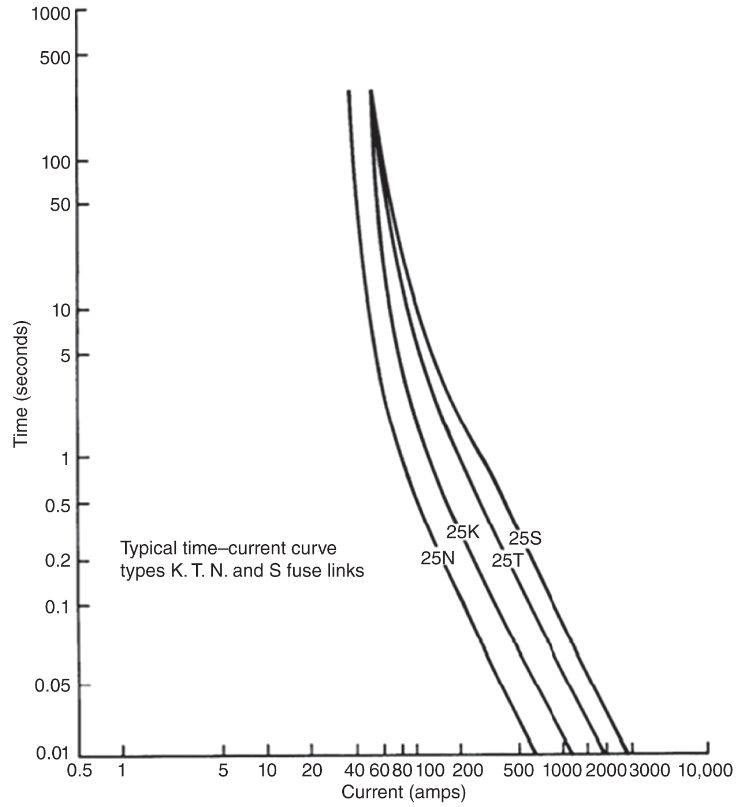 1000
500
100
50
10
5
1
0.5
0.2
0.1
0.05
0.01
Time (seconds)
25K
25S
25N
25T
Typical time–current curve
types K. T. N. and S fuse links
0.5 1 5 10 20 40 60 80 100 200 500 1000 2000 3000 10,000
Current (amps)